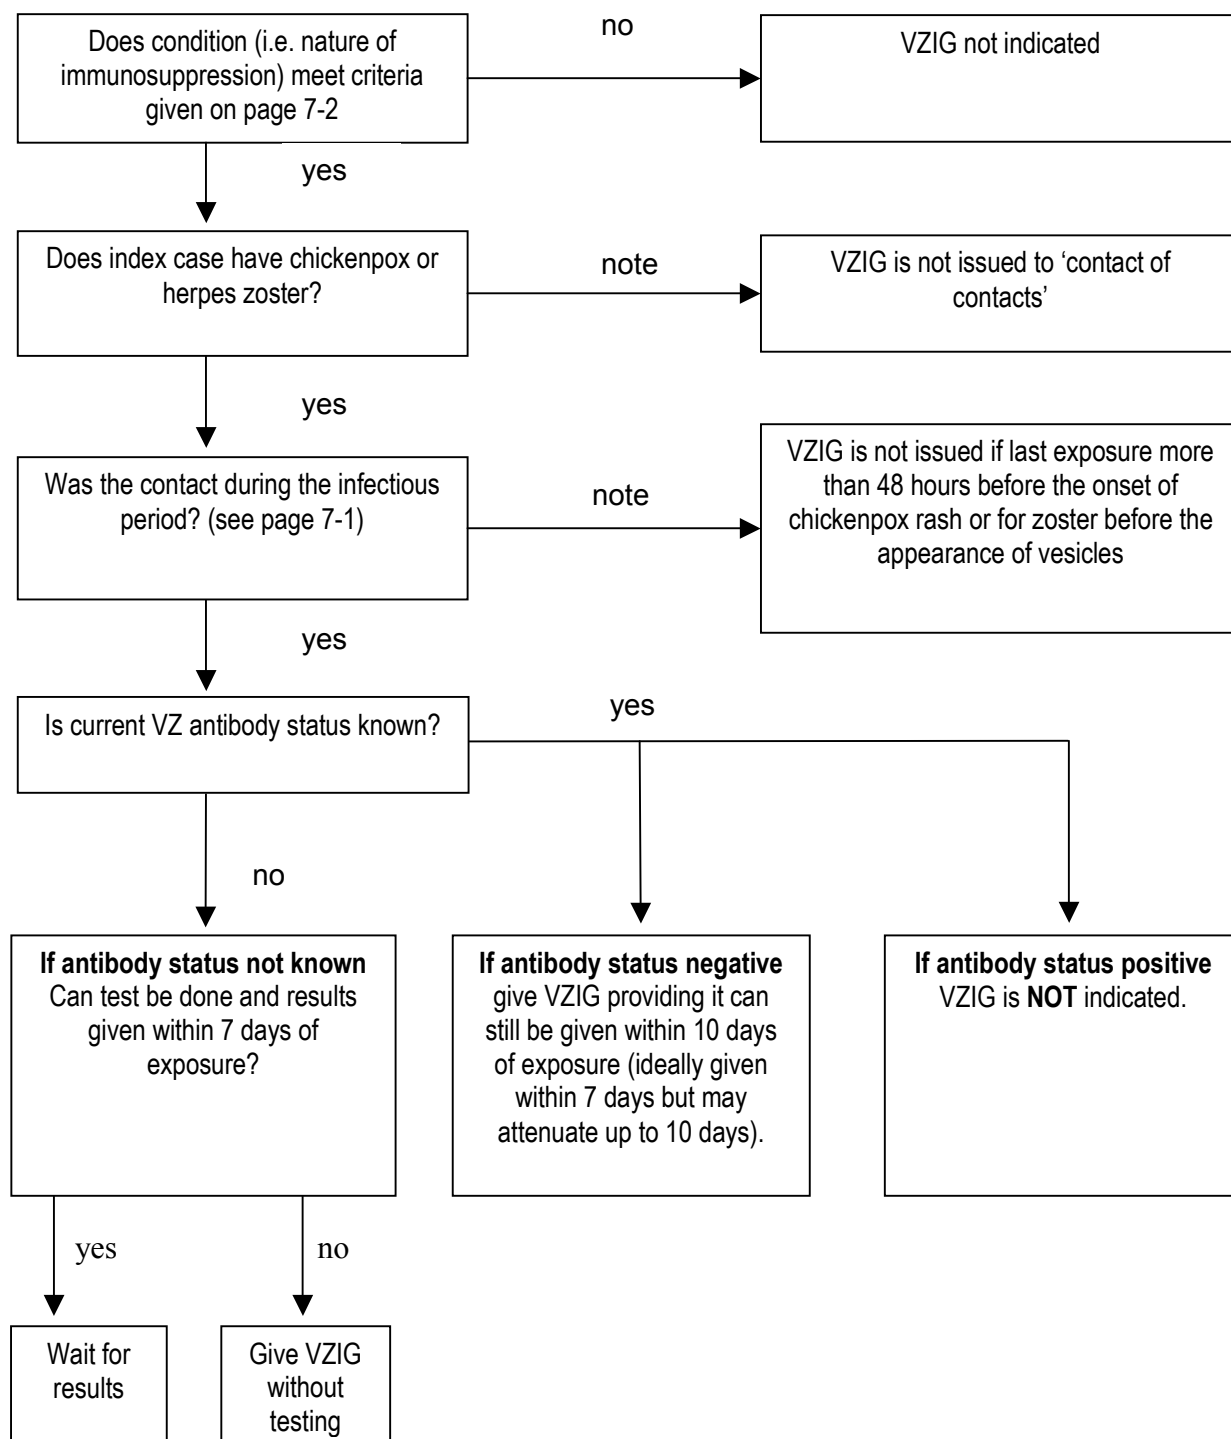 Does condition (i.e. nature of
immunosuppression) meet criteria
given on page 7-2
no
VZIG not indicated
yes
Does index case have chickenpox or
herpes zoster?
note
VZIG is not issued to ‘contact of
contacts’
yes
Was the contact during the infectious
period? (see page 7-1)
note
VZIG is not issued if last exposure more
than 48 hours before the onset of
chickenpox rash or for zoster before the
appearance of vesicles
yes
Is current VZ antibody status known?
yes
no
If antibody status not known
Can test be done and results
given within 7 days of
exposure?
If antibody status negative
give VZIG providing it can
still be given within 10 days
of exposure (ideally given
within 7 days but may
attenuate up to 10 days).
If antibody status positive
VZIG is NOT indicated.
yes
no
Wait for
results
Give VZIG
without
testing